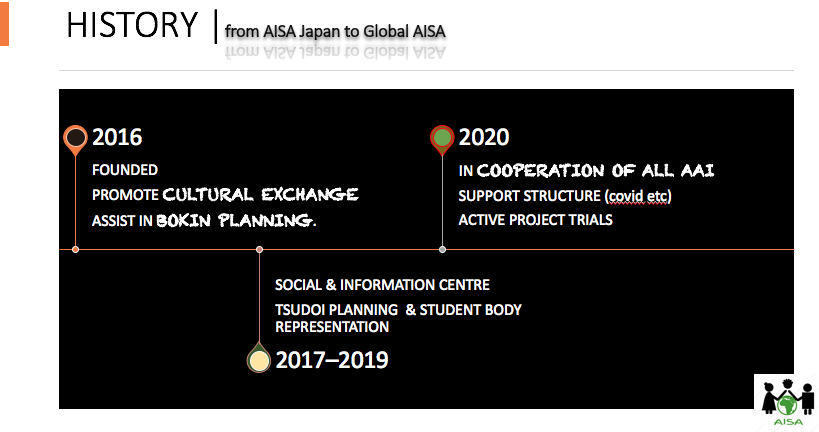 HISTORY | from AISA Japan to Global AISA
2016
FOUNDED
PROMOTE CULTURAL EXCHANGE
ASSIST IN BOKIN PLANNING.
2020
IN COOPERATION OF ALL AAI
SUPPORT STRUCTURE (covid etc)
ACTIVE PROJECT TRIALS
SOCIAL & INFORMATION CENTRE
TSUDOI PLANNING & STUDENT BODY
REPRESENTATION
2017–2019
AISA